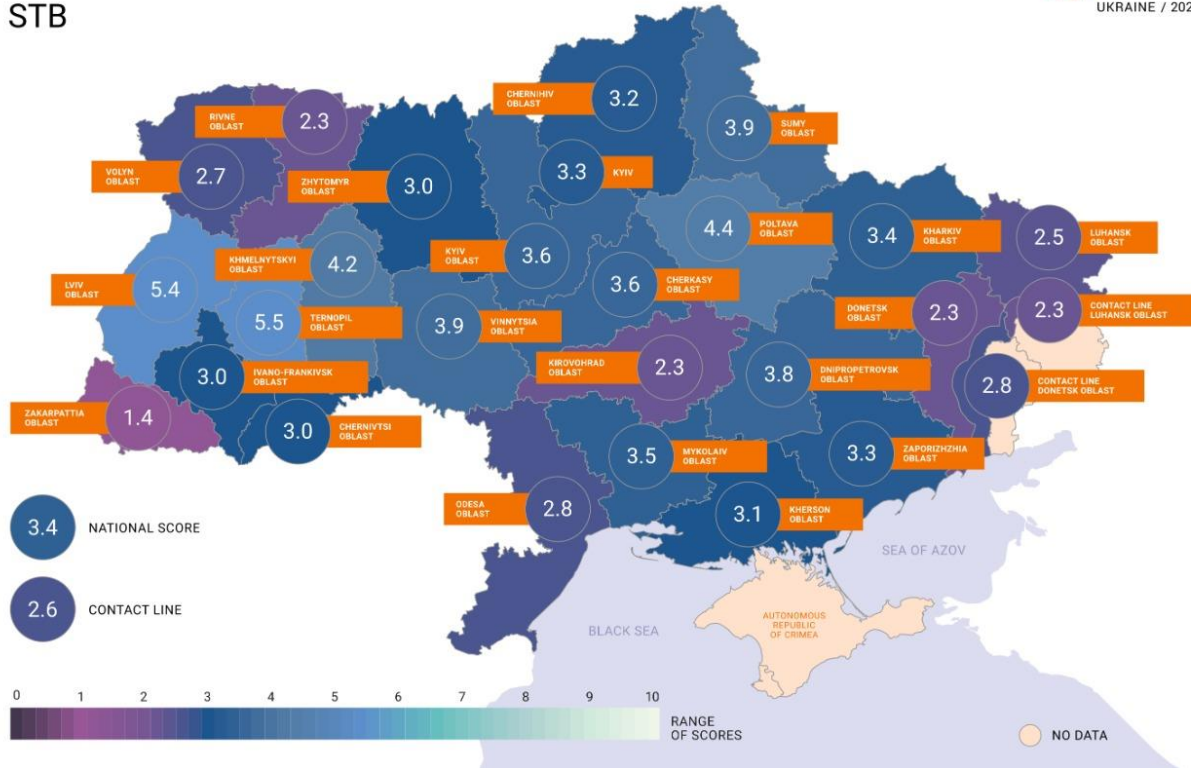 STB
UKRAINE / 202
CHERNIHIV
OBLAST
3.2
RIVNE
OBLAST
2.3
3.9
SUMY
OBLAST
VOLYN
OBLAST
2.7
ZHYTOMYR
OBLAST
3.0
3.3
KYIV
4.4
POLTAVA
OBLAST
3.4
KHARKIV
OBLAST
2.5
LUHANSK
OBLAST
KHMELNYTSKYI
OBLAST
4.2
KYIV
OBLAST
3.6
3.6
CHERKASY
OBLAST
LVIV
OBLAST
5.4
5.5
TERNOPIL
OBLAST
3.9
VINNYTSIA
OBLAST
DONETSK
OBLAST
2.3
2.3
CONTACT LINE
LUHANSK OBLAST
3.0
IVANO-FRANKIVSK
OBLAST
KIROVOHRAD
OBLAST
2.3
3.8
DNIPROPETROVSK
OBLAST
2.8
CONTACT LINE
DONETSK OBLAST
ZAKARPATTIA
OBLAST
1.4
3.0
CHERNIVTSI
OBLAST
3.5
MYKOLAIV
OBLAST
3.3
ZAPORIZHZHIA
OBLAST
ODESA
OBLAST
2.8
3.1
KHERSON
OBLAST
3.4
NATIONAL SCORE
SEA OF AZOV
2.6
CONTACT LINE
BLACK SEA
AUTONOMOUS
REPUBLIC
OF CRIMEA
0 1 2 3 4 5 6 7 8 9 10
RANGE
OF SCORES
NO DATA